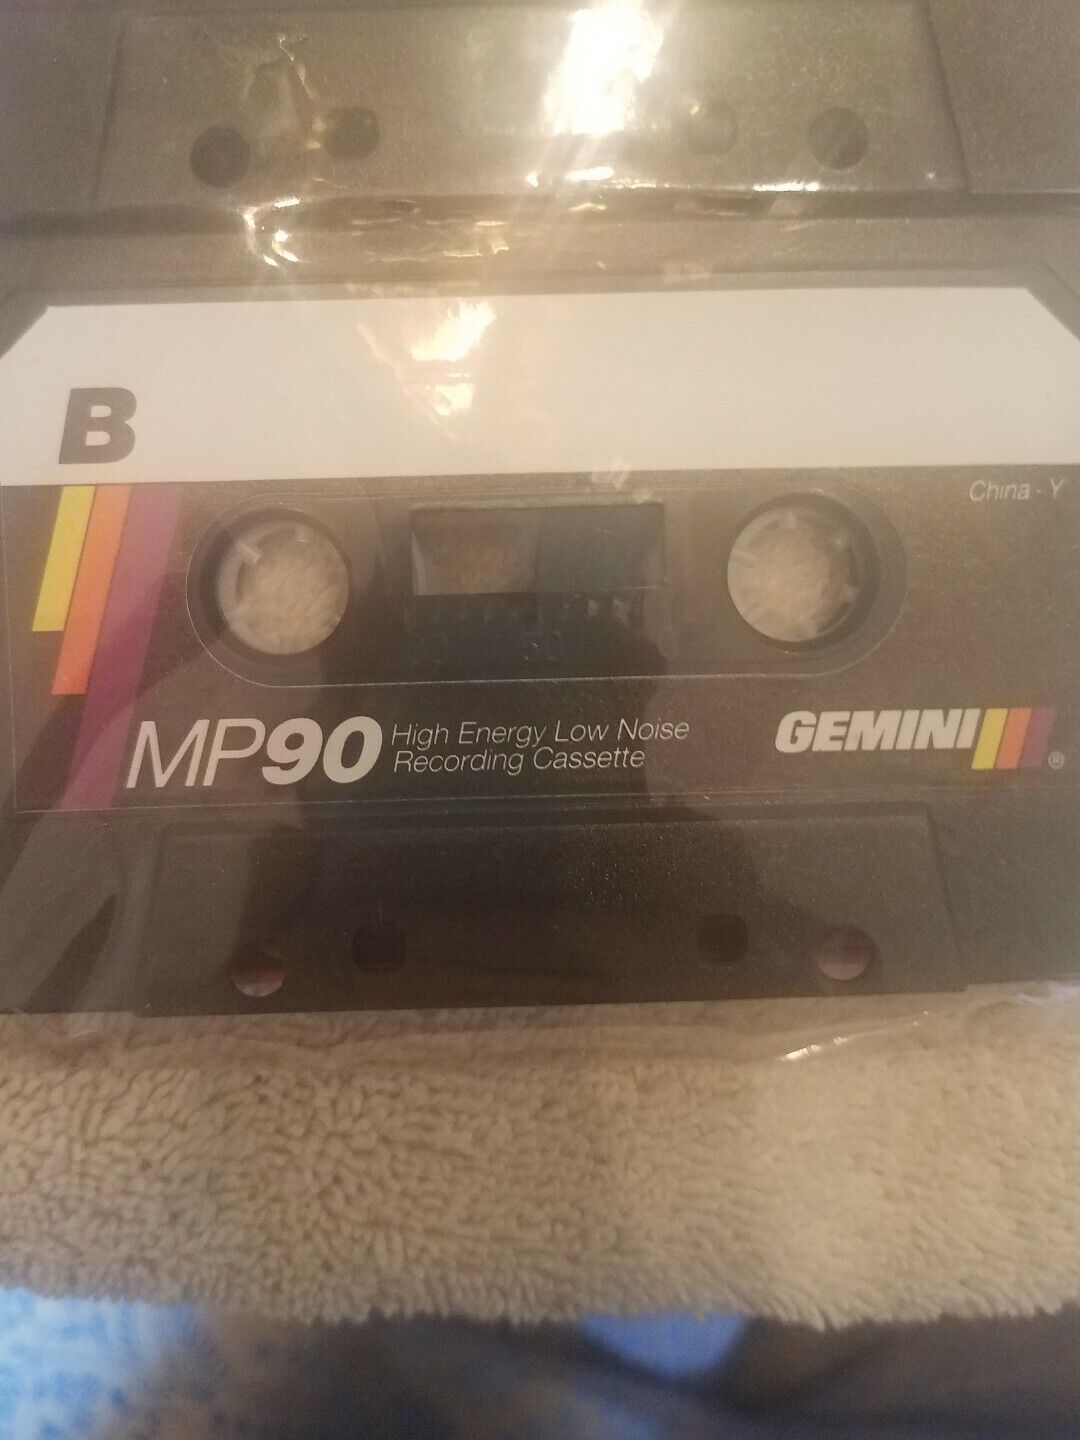 B
China - Y
MP90 High Energy Low Noise
Recording Cassette
GEMINI ®